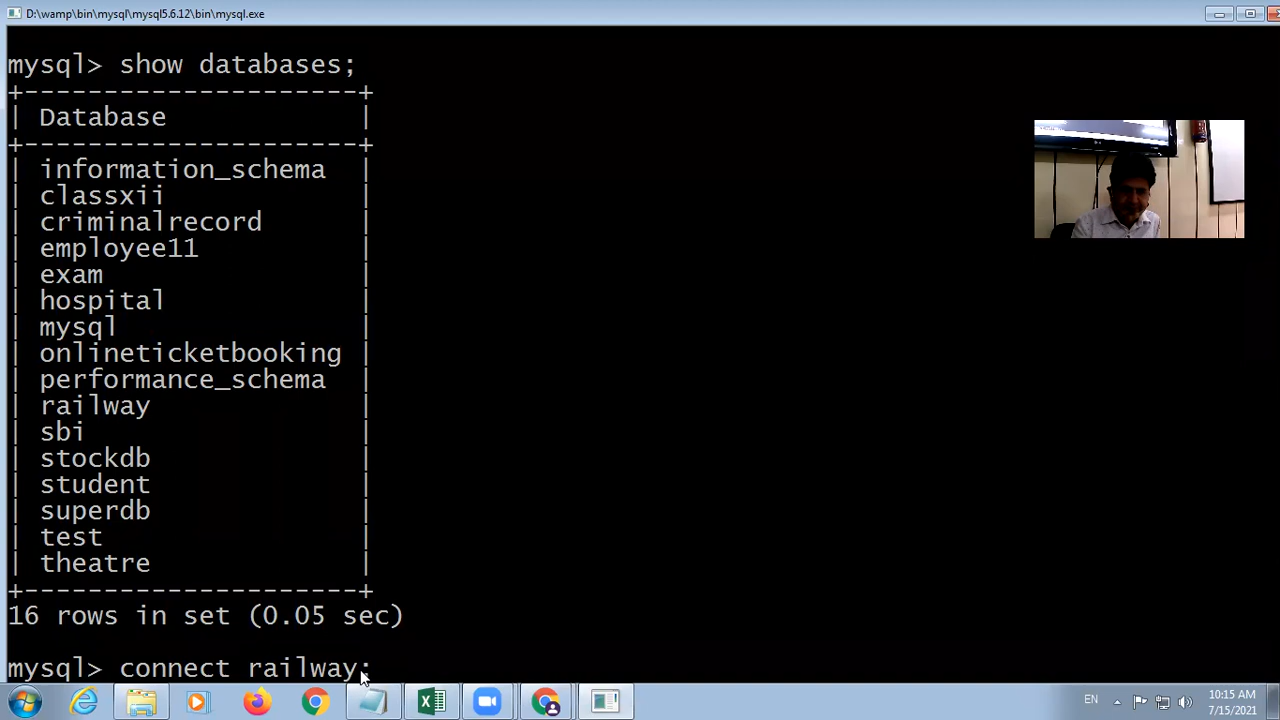 D:\wamp\bin\mysql\mysql5.6.12\bin\mysql.exe
mysql> show databases;
+---------------------+
| Database            |
+---------------------+
| information_schema  |
| classxii            |
| criminalrecord      |
| employee11          |
| exam                |
| hospital            |
| mysql               |
| onlineticketbooking |
| performance_schema  |
| railway             |
| sbi                 |
| stockdb             |
| student             |
| superdb             |
| test                |
| theatre             |
+---------------------+
16 rows in set (0.05 sec)
mysql> connect railway;
EN
10:15 AM
7/15/2021